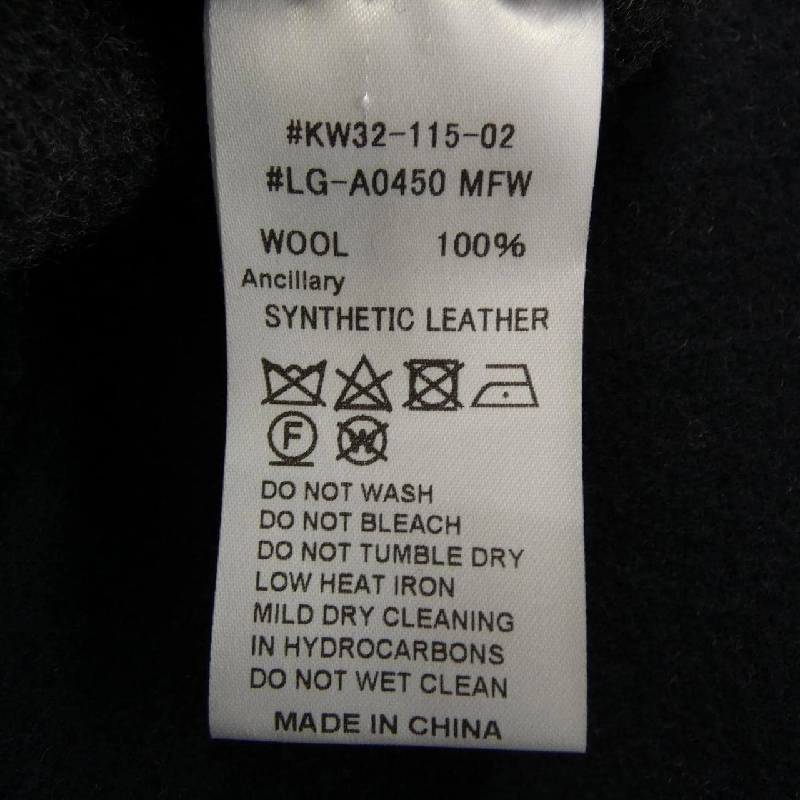 #KW32-115-02
#LG-A0450 MFW
WOOL 100%
Ancillary
SYNTHETIC LEATHER
F W
DO NOT WASH
DO NOT BLEACH
DO NOT TUMBLE DRY
LOW HEAT IRON
MILD DRY CLEANING
IN HYDROCARBONS
DO NOT WET CLEAN
MADE IN CHINA